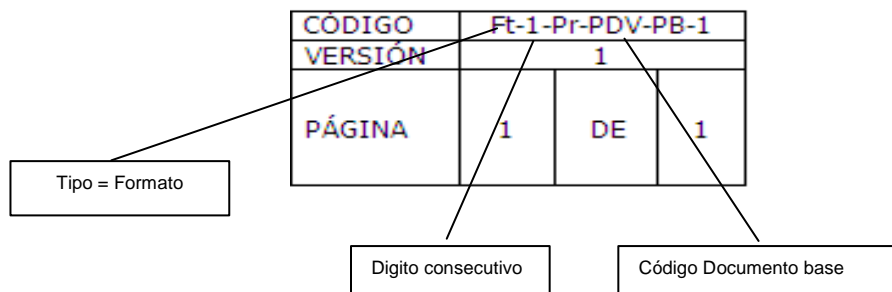 CÓDIGO Ft-1-Pr-PDV-PB-1
VERSIÓN 1
PÁGINA 1 DE 1
Tipo = Formato
Digito consecutivo
Código Documento base